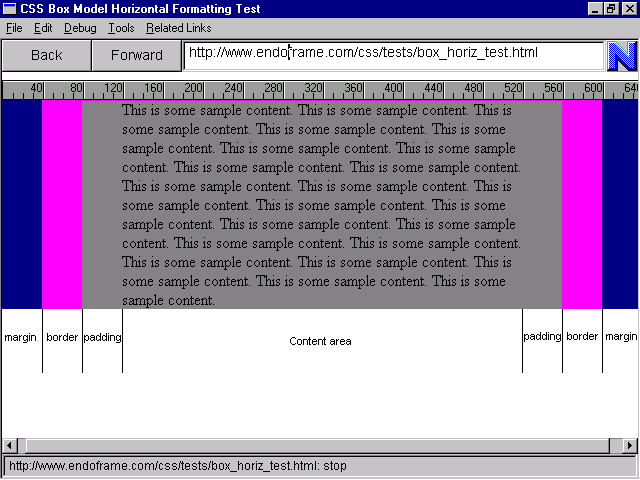 CSS Box Model Horizontal Formatting Test
File Edit Debug Tools Related Links
Back Forward http://www.endoframe.com/css/tests/box_horiz_test.html N
40 80 120 160 200 240 280 320 360 400 440 480 520 560 600 640
This is some sample content. This is some sample content. This is
some sample content. This is some sample content. This is some
sample content. This is some sample content. This is some sample
content. This is some sample content. This is some sample content.
This is some sample content. This is some sample content. This is
some sample content. This is some sample content. This is some
sample content. This is some sample content. This is some sample
content. This is some sample content. This is some sample content.
This is some sample content. This is some sample content. This is
some sample content. This is some sample content. This is some
sample content.
margin border padding Content area padding border margin
http://www.endoframe.com/css/tests/box_horiz_test.html: stop